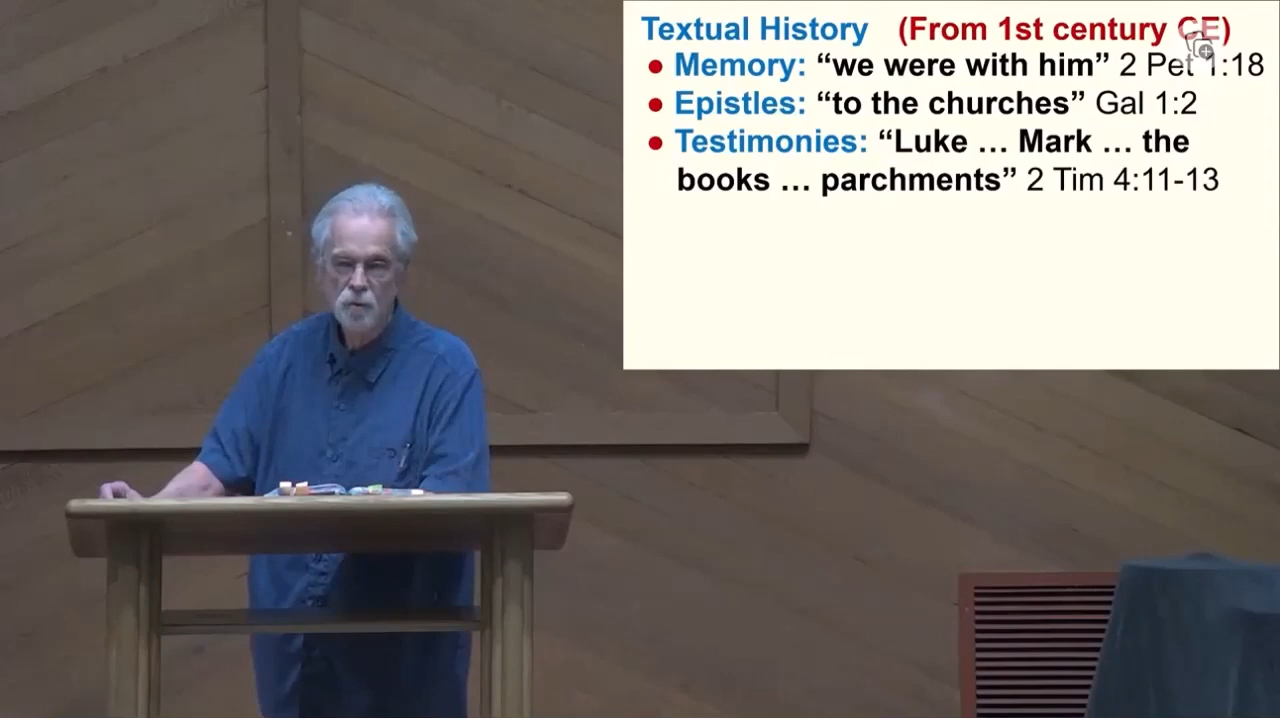 Textual History (From 1st century CE)
● Memory: “we were with him” 2 Pet 1:18
● Epistles: “to the churches” Gal 1:2
● Testimonies: “Luke … Mark … the
books … parchments” 2 Tim 4:11-13